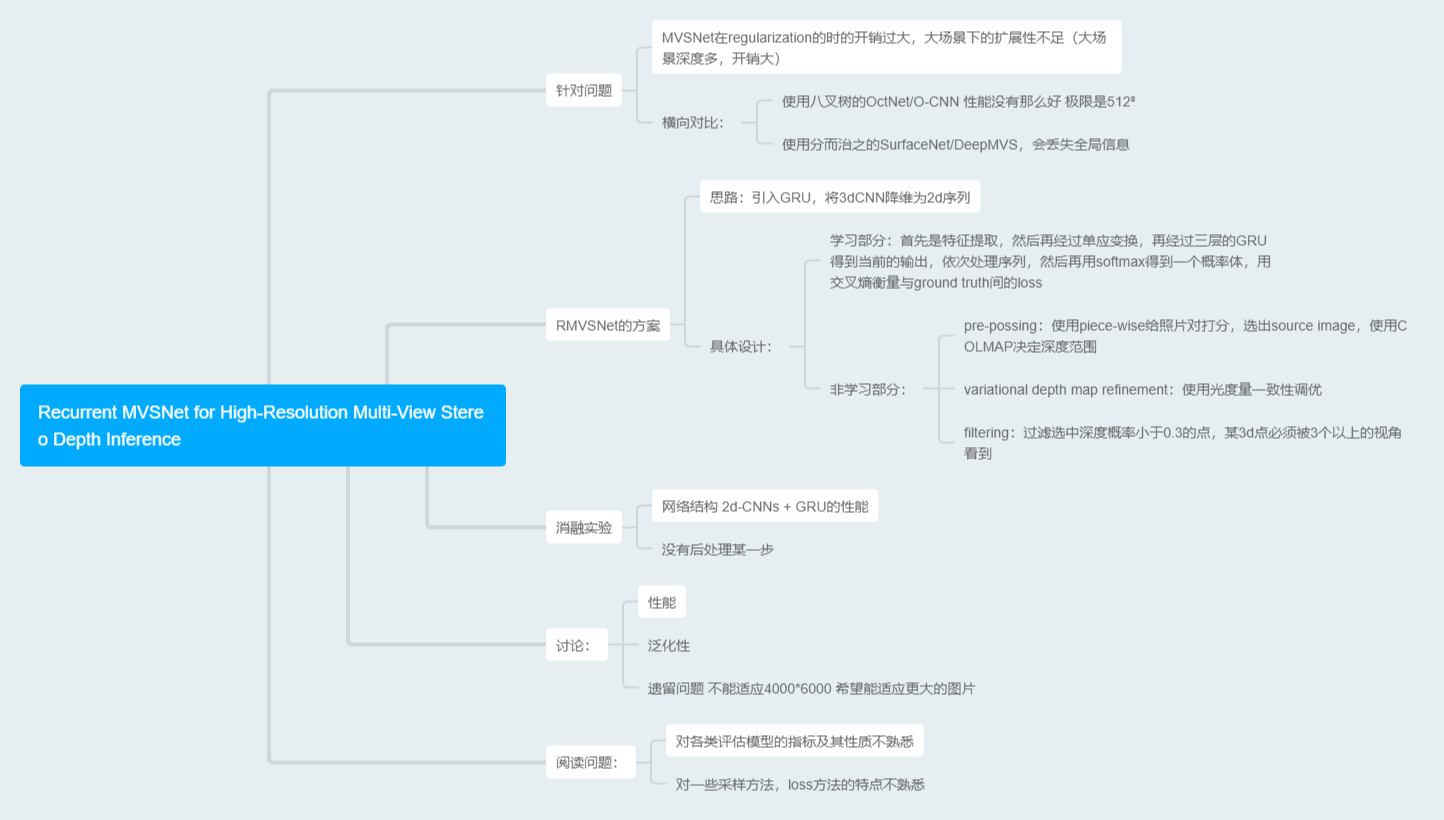 MVSNet在regularization的时的开销过大，大场景下的扩展性不足（大场
景深度多，开销大）
针对问题
使用八叉树的OctNet/O-CNN 性能没有那么好 极限是512³
横向对比：
使用分而治之的SurfaceNet/DeepMVS，会丢失全局信息
思路：引入GRU，将3dCNN降维为2d序列
学习部分：首先是特征提取，然后再经过单应变换，再经过三层的GRU
得到当前的输出，依次处理序列，然后再用softmax得到一个概率体，用
交叉熵衡量与ground truth间的loss
RMVSNet的方案
具体设计：
pre-possing：使用piece-wise给照片对打分，选出source image，使用C
OLMAP决定深度范围
非学习部分：
variational depth map refinement：使用光度量一致性调优
filtering：过滤选中深度概率小于0.3的点，某3d点必须被3个以上的视角
看到
Recurrent MVSNet for High-Resolution Multi-View Stere
o Depth Inference
网络结构 2d-CNNs + GRU的性能
消融实验
没有后处理某一步
性能
讨论：
泛化性
遗留问题 不能适应4000*6000 希望能适应更大的图片
对各类评估模型的指标及其性质不熟悉
阅读问题：
对一些采样方法，loss方法的特点不熟悉